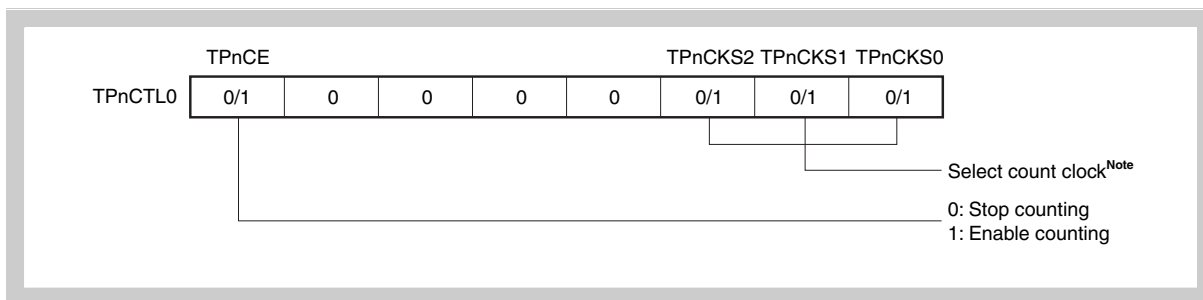 TPnCE TPnCKS2 TPnCKS1 TPnCKS0
TPnCTL0 0/1 0 0 0 0 0/1 0/1 0/1
Select count clockNote
0: Stop counting
1: Enable counting